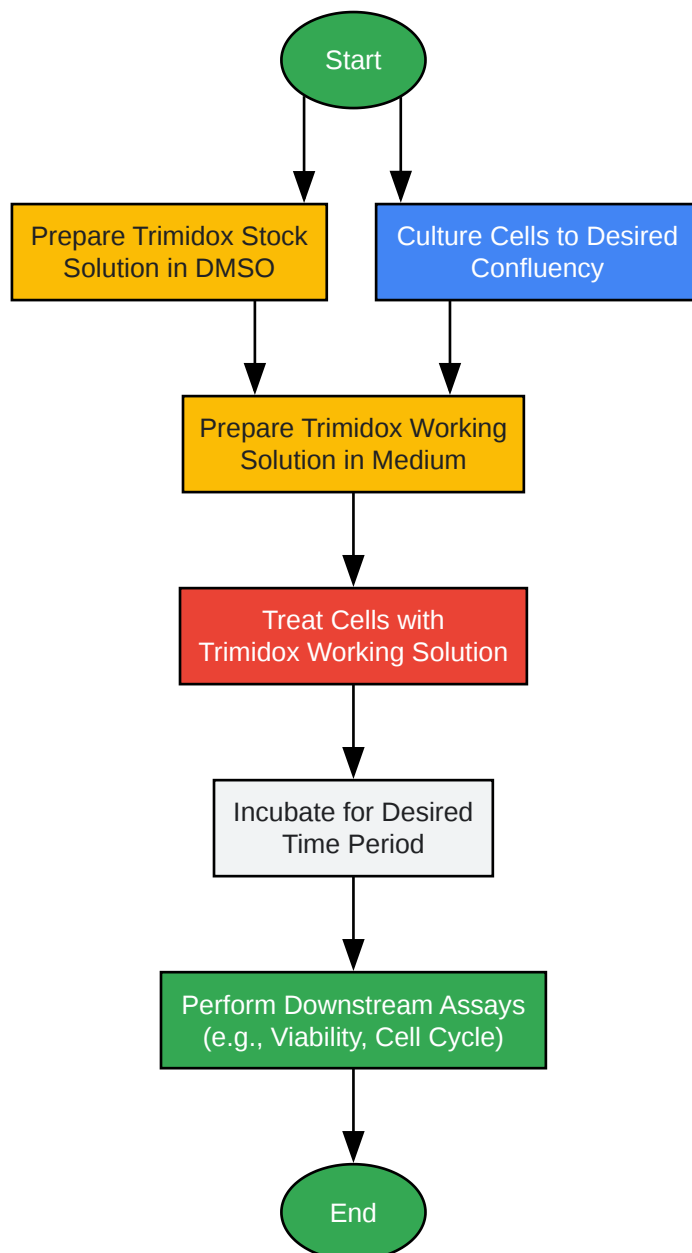 Start
Prepare Trimidox Stock
Solution in DMSO
Culture Cells to Desired
Confluency
Prepare Trimidox Working
Solution in Medium
Treat Cells with
Trimidox Working Solution
Incubate for Desired
Time Period
Perform Downstream Assays
(e.g., Viability, Cell Cycle)
End